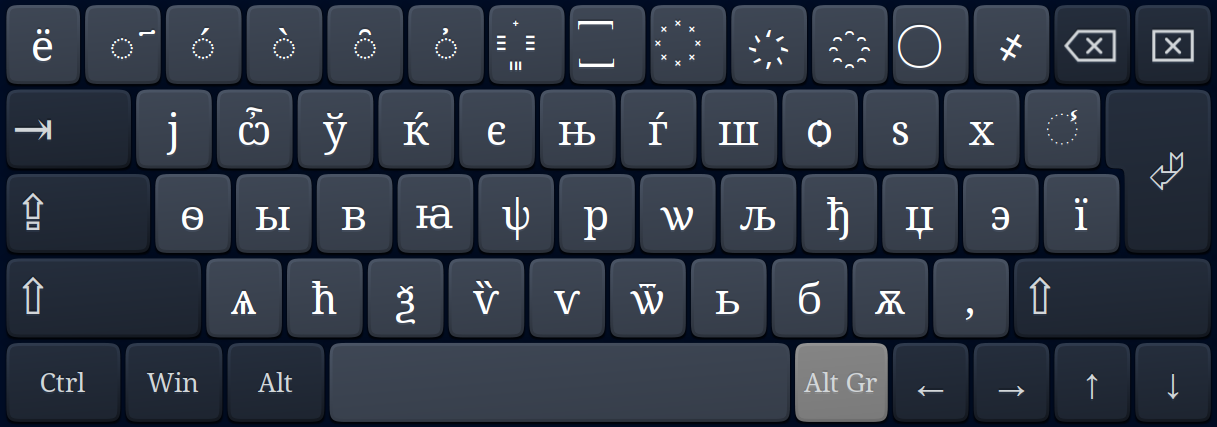 ё ◌҇ ◌́ ◌̀ ◌̑ ◌̓
ј ѽ ў ќ є њ ѓ ш ѻ ѕ х
ѳ ы в ꙗ ѱ р ѡ љ ђ џ э ї
ѧ ћ ѯ ѷ ѵ ѿ ь б ѫ ,
Ctrl Win Alt Alt Gr ← → ↑ ↓